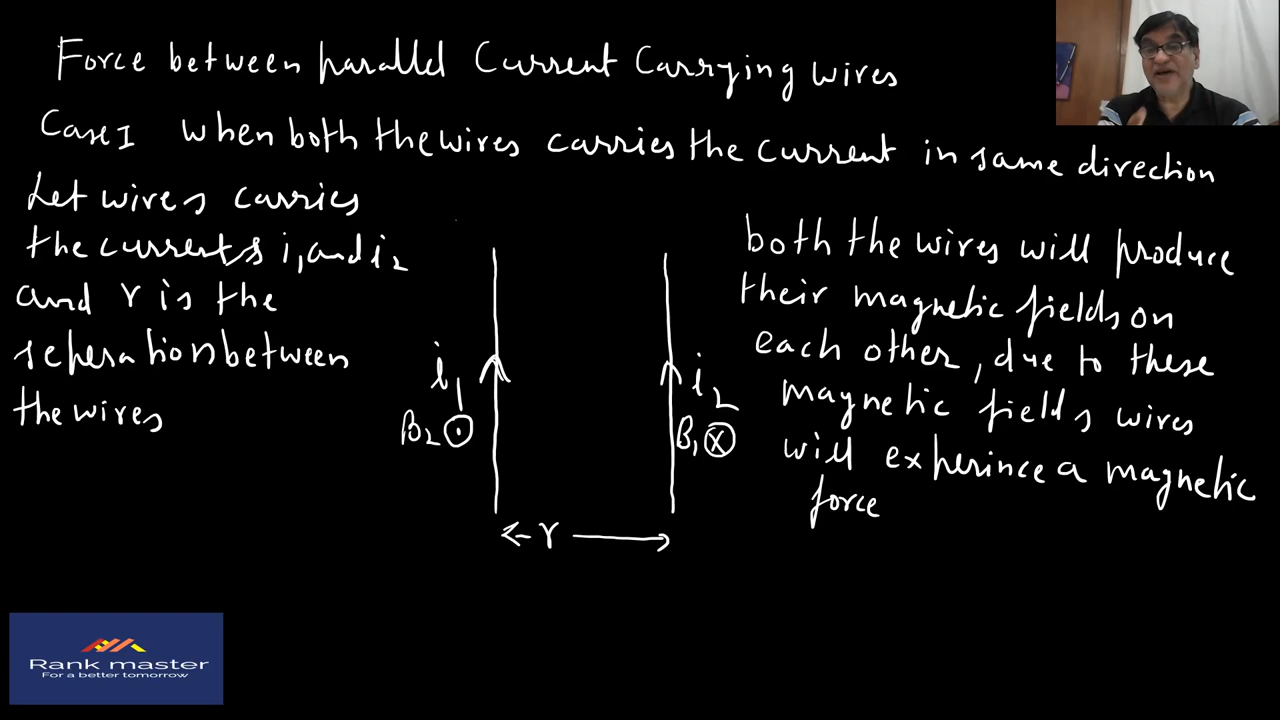 Force between parallel Current Carrying wires
Case I when both the wires carries the current in same direction
Let wires carries
the currents i1 and i2
and r is the
seperation between
the wires
both the wires will produce
their magnetic fields on
each other, due to these
magnetic fields wires
will experince a magnetic
force
i1
i2
B2
B1
r
Rank master
For a better tomorrow